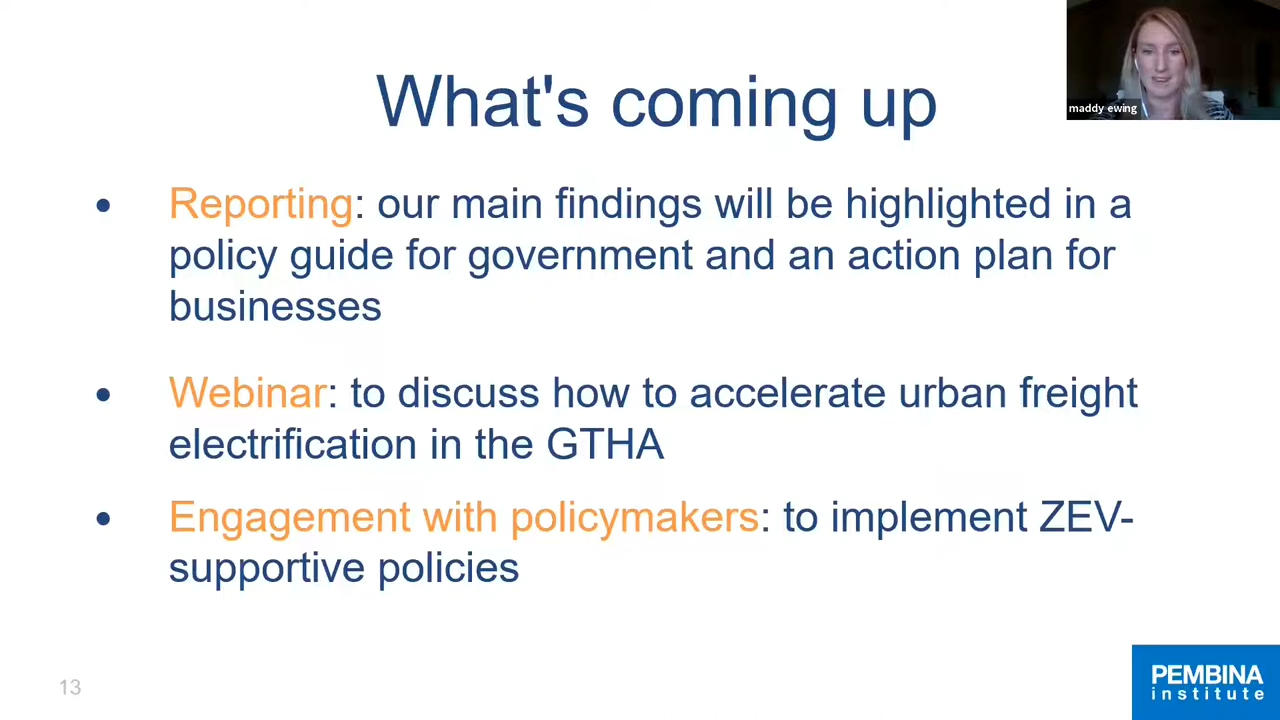 What's coming up
maddy ewing
• Reporting: our main findings will be highlighted in a
policy guide for government and an action plan for
businesses
• Webinar: to discuss how to accelerate urban freight
electrification in the GTHA
• Engagement with policymakers: to implement ZEV-
supportive policies
13
PEMBINA
institute